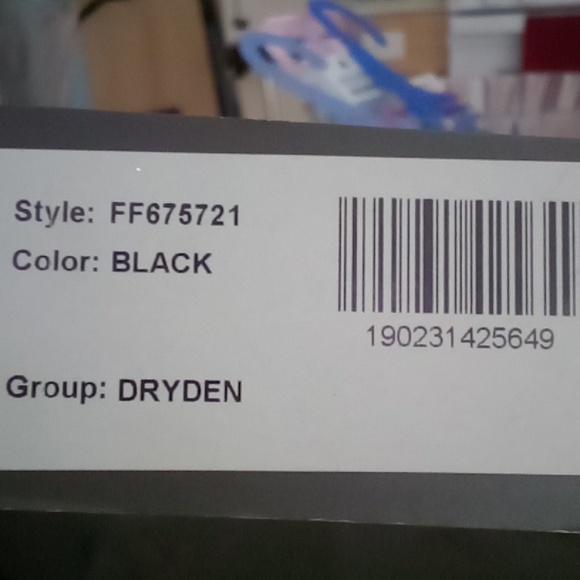 Style: FF675721
Color: BLACK
190231425649
Group: DRYDEN